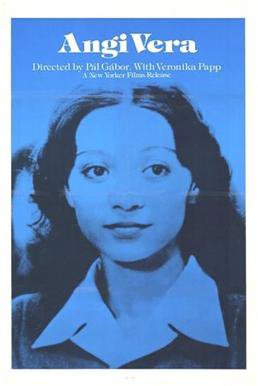 Angi Vera
Directed by Pál Gábor. With Veronika Papp
A New Yorker Films Release